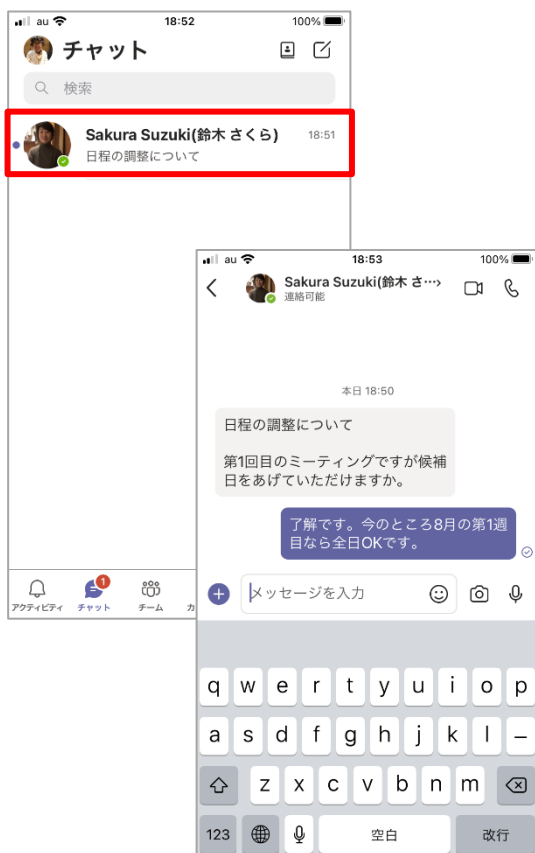 au 18:52 100%
チャット
検索
Sakura Suzuki(鈴木 さくら) 18:51
日程の調整について
au 18:53 100%
Sakura Suzuki(鈴木 さ…
連絡可能
本日 18:50
日程の調整について
第1回目のミーティングですが候補
日をあげていただけますか。
了解です。今のところ8月の第1週
目なら全日OKです。
1
アクティビティ チャット チーム カ
メッセージを入力
q w e r t y u i o p
a s d f g h j k l –
z x c v b n m
123 空白 改行